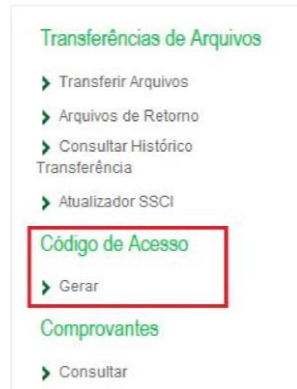 Transferências de Arquivos
Transferir Arquivos
Arquivos de Retorno
Consultar Histórico
Transferência
Atualizador SSCI
Código de Acesso
Gerar
Comprovantes
Consultar